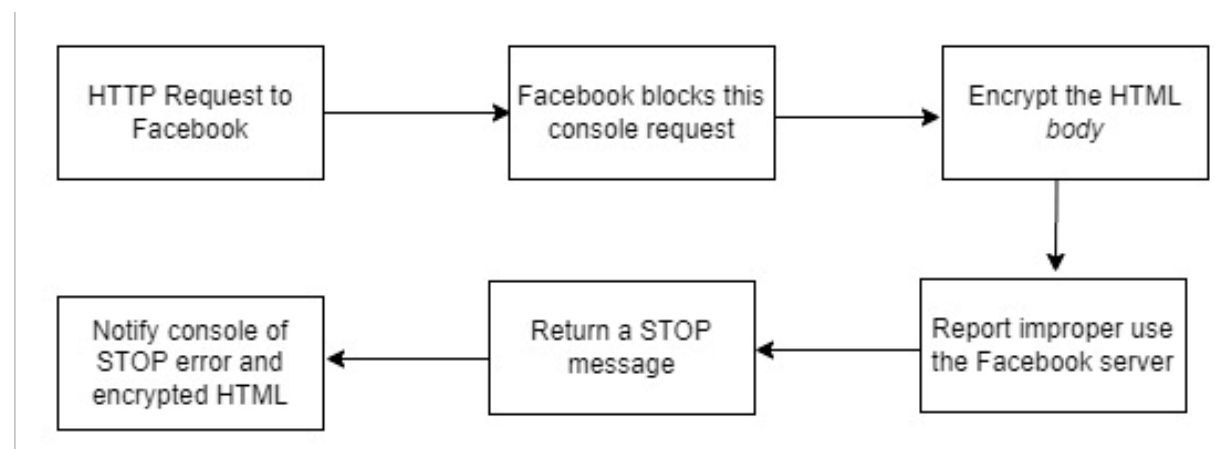 HTTP Request to
Facebook
Facebook blocks this
console request
Encrypt the HTML
body
Report improper use
the Facebook server
Return a STOP
message
Notify console of
STOP error and
encrypted HTML